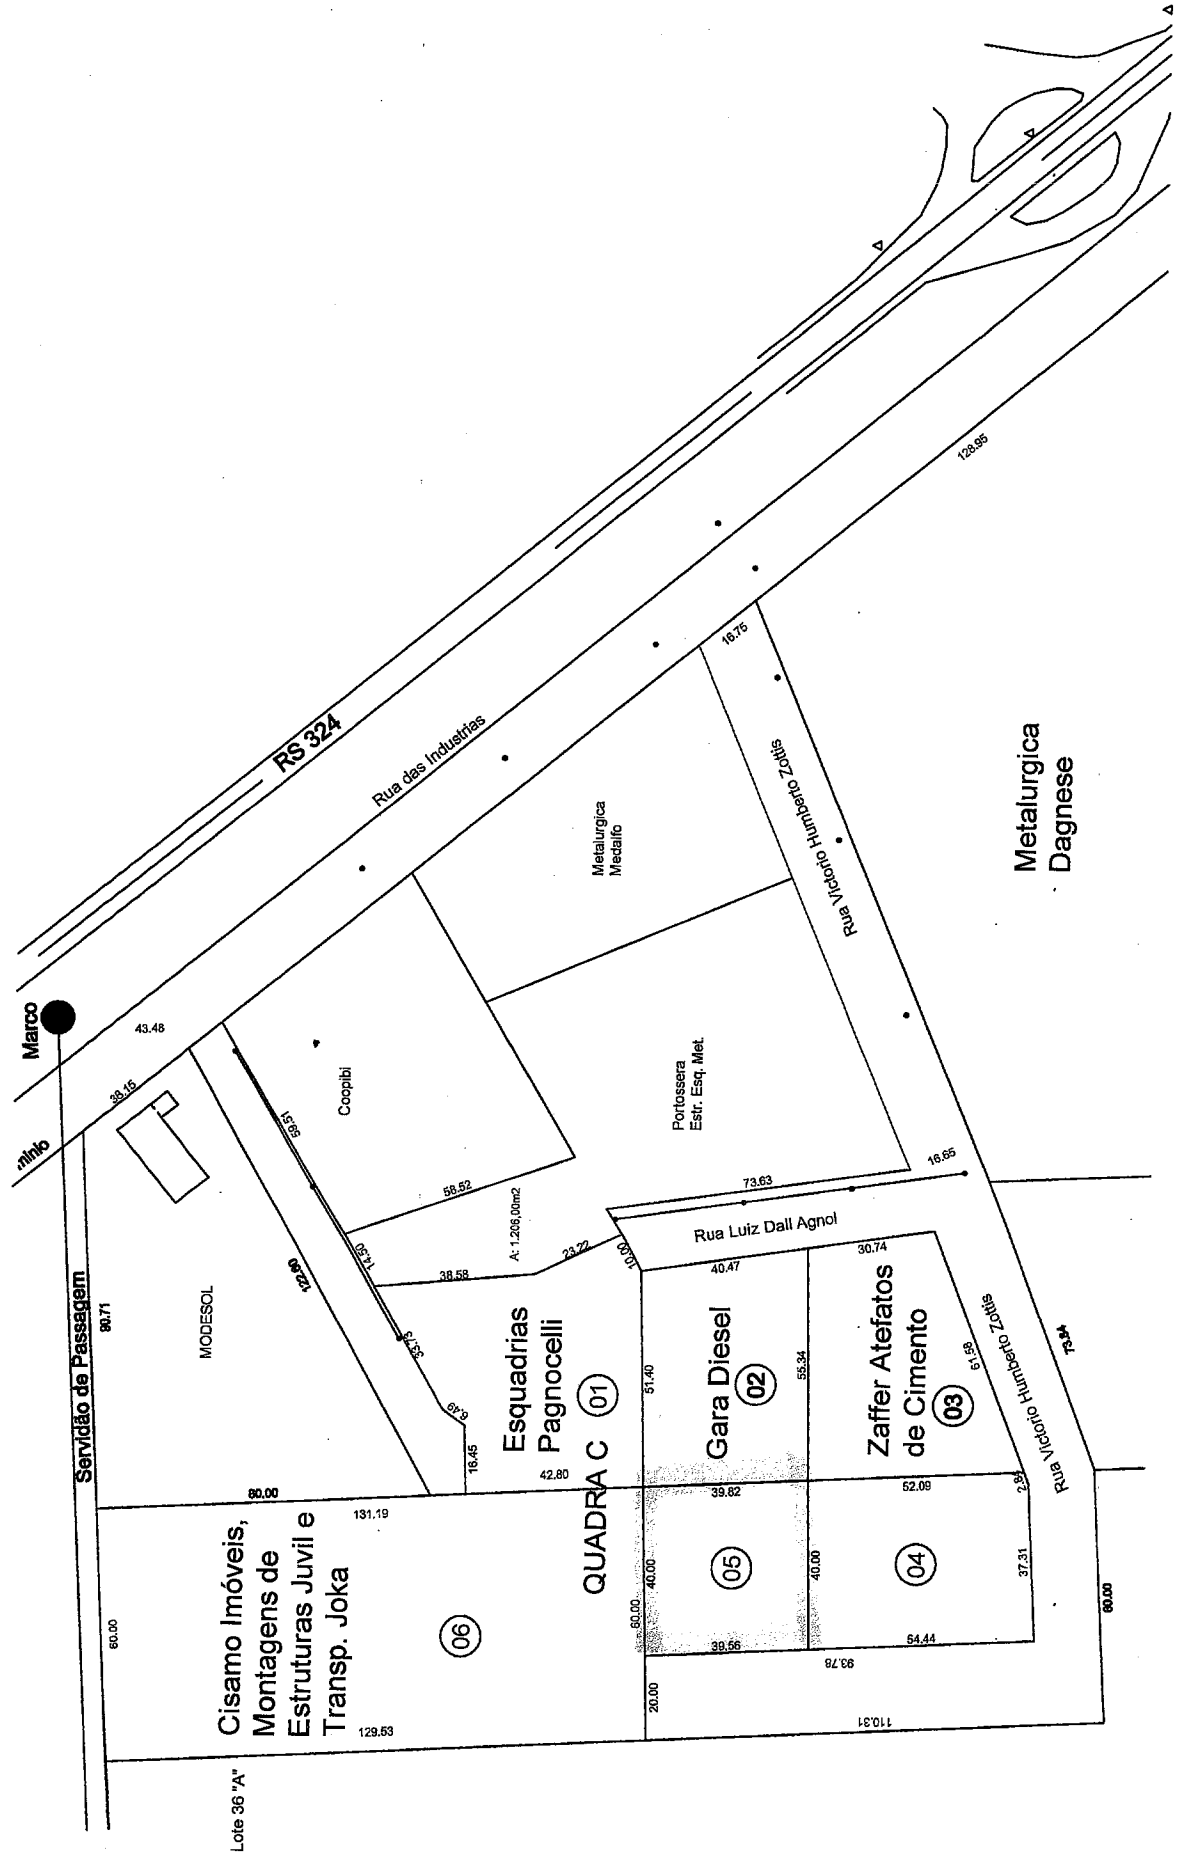 Marco
mínio
Servidão de Passagem
90.71
43.48
38.15
RS 324
Rua das Industrias
128.95
16.75
MODESOL
122.60
59.51
14.50
33.73
6.49
16.45
Coopibi
58.52
A: 1.206,00m2
38.58
23.22
10.00
Metalurgica
Medalfo
Portossera
Estr. Esq. Met.
73.63
16.65
Rua Victorio Humberto Zottis
Rua Luiz Dall Agnol
Metalurgica
Dagnese
Esquadrias
Pagnocelli
01
42.80
QUADRA C
51.40
40.47
Gara Diesel
02
55.34
39.82
30.74
Zaffer Atefatos
de Cimento
03
61.58
52.09
Rua Victorio Humberto Zottis
73.84
80.00
131.19
60.00
Cisamo Imóveis,
Montagens de
Estruturas Juvil e
Transp. Joka
06
129.53
Lote 36 "A"
60.00
40.00
05
39.56
40.00
04
37.31
54.44
93.78
20.00
110.31